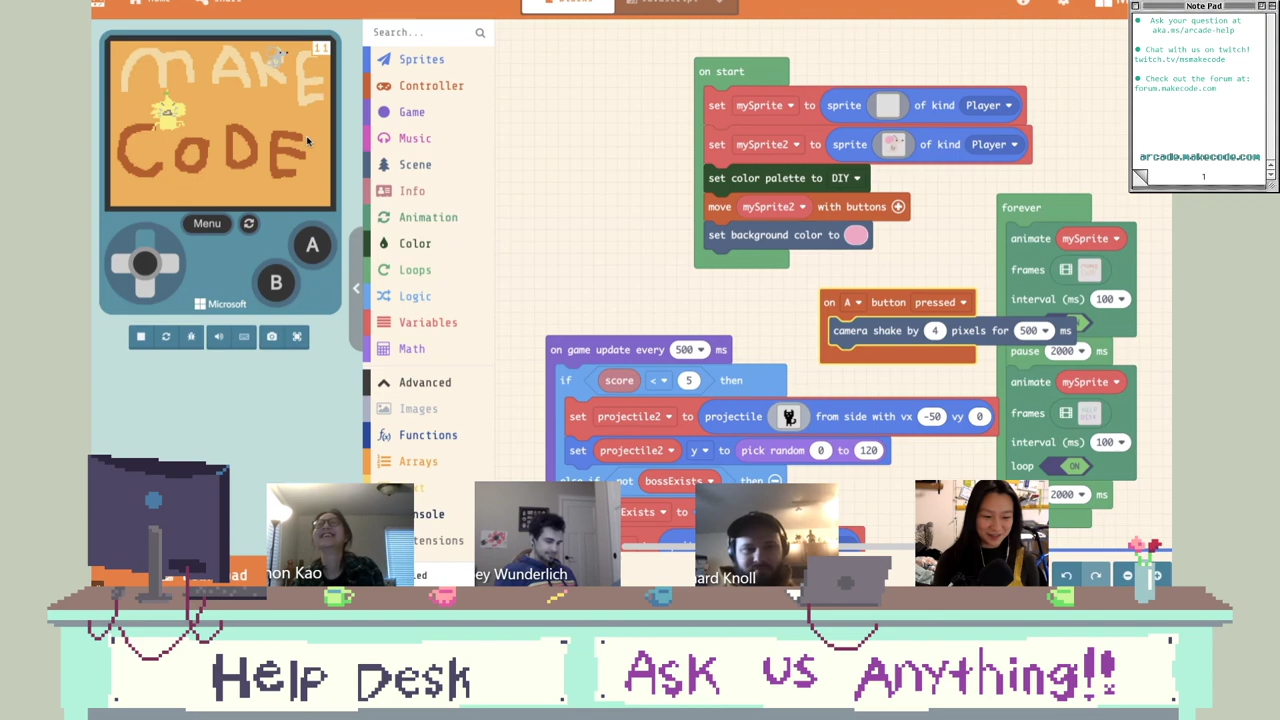 Home
Share
Blocks
JavaScript
MAKE
CODE
11
Menu
A
B
Microsoft
Search...
Sprites
Controller
Game
Music
Scene
Info
Animation
Color
Loops
Logic
Variables
Math
Advanced
Images
Functions
Arrays
on start
set mySprite to sprite of kind Player
set mySprite2 to sprite of kind Player
set color palette to DIY
move mySprite2 with buttons
set background color to
on A button pressed
camera shake by 4 pixels for 500 ms
on game update every 500 ms
if score < 5 then
set projectile2 to projectile from side with vx -50 vy 0
set projectile2 y to pick random 0 to 120
else if not bossExists then
Exists to
forever
animate mySprite
frames
interval (ms) 100
pause 2000 ms
animate mySprite
frames
interval (ms) 100
loop ON
2000 ms
Note Pad
Ask your question at
aka.ms/arcade-help
Chat with us on twitch!
twitch.tv/msmakecode
Check out the forum at:
forum.makecode.com
arcade.makecode.com
1
non Kao
ey Wunderlich
ard Knoll
Help Desk
Ask us Anything!!